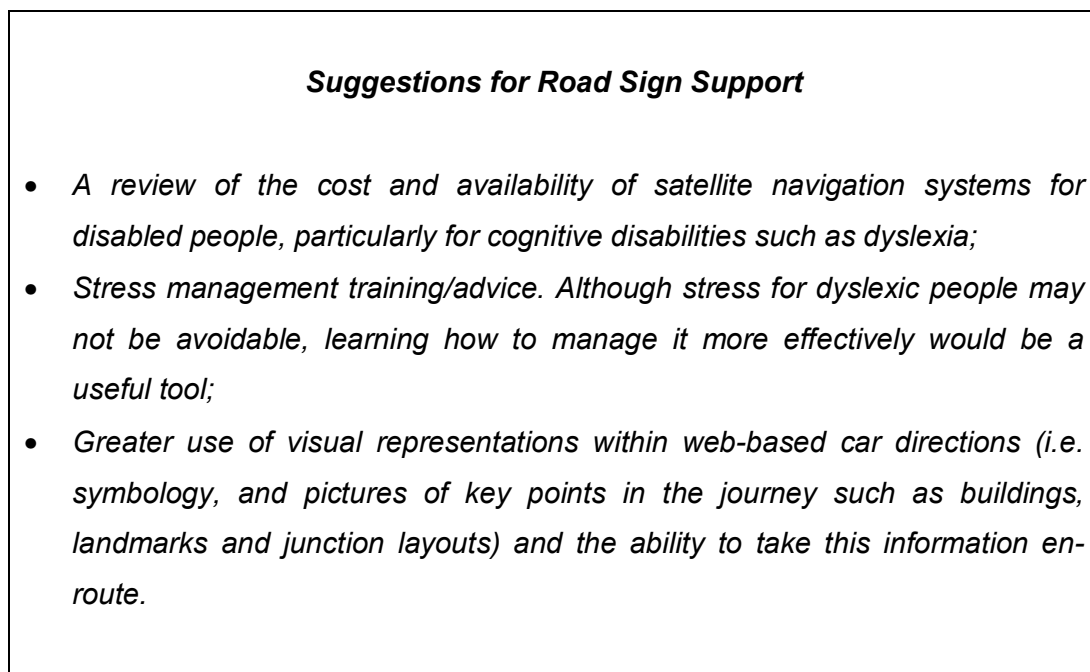 Suggestions for Road Sign Support
• A review of the cost and availability of satellite navigation systems for
disabled people, particularly for cognitive disabilities such as dyslexia;
• Stress management training/advice. Although stress for dyslexic people may
not be avoidable, learning how to manage it more effectively would be a
useful tool;
• Greater use of visual representations within web-based car directions (i.e.
symbology, and pictures of key points in the journey such as buildings,
landmarks and junction layouts) and the ability to take this information en-
route.